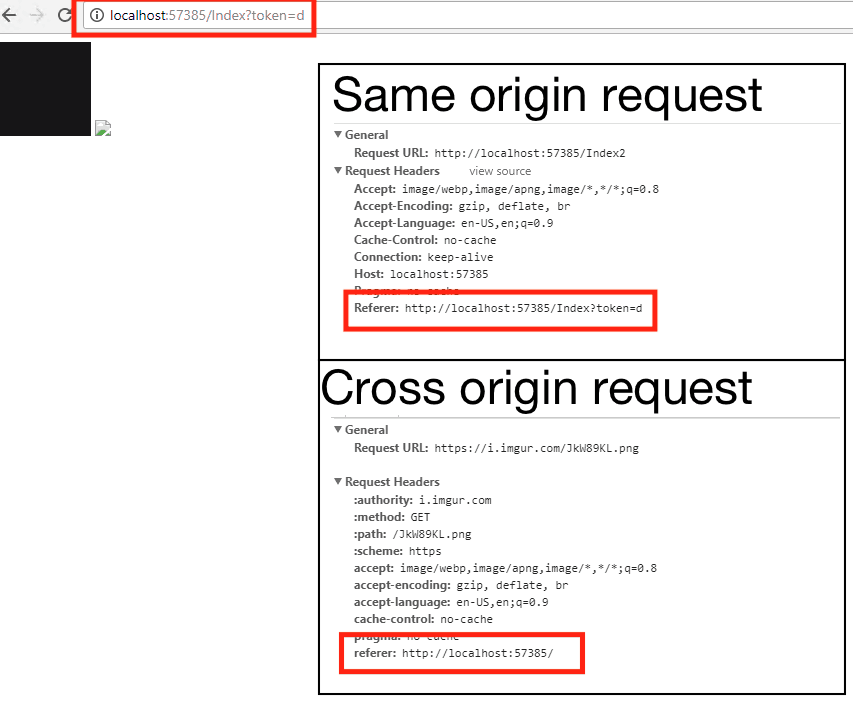 localhost:57385/Index?token=d
Same origin request
General
Request URL: http://localhost:57385/Index2
Request Headers view source
Accept: image/webp,image/apng,image/*,*/*;q=0.8
Accept-Encoding: gzip, deflate, br
Accept-Language: en-US,en;q=0.9
Cache-Control: no-cache
Connection: keep-alive
Host: localhost:57385
Pragma: no-cache
Referer: http://localhost:57385/Index?token=d
Cross origin request
General
Request URL: https://i.imgur.com/JkW89KL.png
Request Headers
:authority: i.imgur.com
:method: GET
:path: /JkW89KL.png
:scheme: https
accept: image/webp,image/apng,image/*,*/*;q=0.8
accept-encoding: gzip, deflate, br
accept-language: en-US,en;q=0.9
cache-control: no-cache
pragma: no-cache
referer: http://localhost:57385/